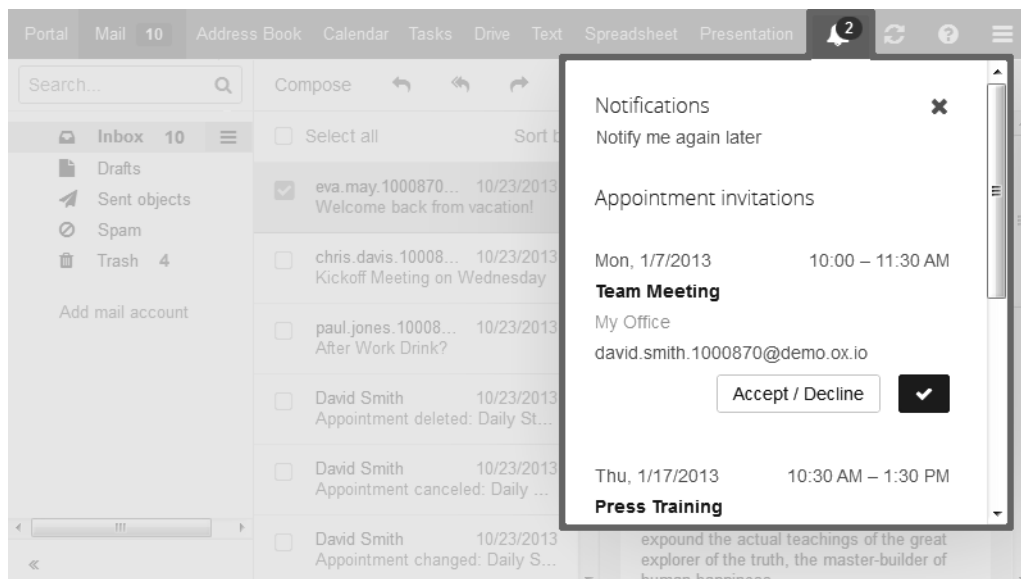 Portal Mail 10 Address Book Calendar Tasks Drive Text Spreadsheet Presentation 2
Search...
Inbox 10
Drafts
Sent objects
Spam
Trash 4
Add mail account
Compose
Select all Sort b
eva.may.1000870... 10/23/2013
Welcome back from vacation!
chris.davis.10008... 10/23/2013
Kickoff Meeting on Wednesday
paul.jones.10008... 10/23/2013
After Work Drink?
David Smith 10/23/2013
Appointment deleted: Daily St...
David Smith 10/23/2013
Appointment canceled: Daily ...
David Smith 10/23/2013
Appointment changed: Daily S...
Notifications
Notify me again later
Appointment invitations
Mon, 1/7/2013 10:00 – 11:30 AM
Team Meeting
My Office
david.smith.1000870@demo.ox.io
Accept / Decline
Thu, 1/17/2013 10:30 AM – 1:30 PM
Press Training
expound the actual teachings of the great
explorer of the truth, the master-builder of